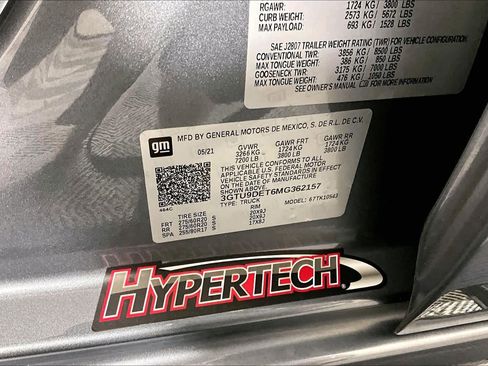 RGAWR: 1724 KG / 3800 LBS
CURB WEIGHT: 2573 KG / 5672 LBS
MAX PAYLOAD: 693 KG / 1528 LBS
SAE J2807 TRAILER WEIGHT RATING (TWR) FOR VEHICLE CONFIGURATION
CONVENTIONAL TWR: 3856 KG / 8500 LBS
MAX TONGUE WEIGHT: 386 KG / 850 LBS
GOOSENECK TWR: 3175 KG / 7000 LBS
MAX TONGUE WEIGHT: 476 KG / 1050 LBS
SEE OWNER'S MANUAL FOR MORE INFORMATION
gm
MFD BY GENERAL MOTORS DE MEXICO, S. DE R.L. DE C.V.
05/21 GVWR GAWR FRT GAWR RR
3266 KG 1724 KG 1724 KG
7200 LB 3800 LB 3800 LB
THIS VEHICLE CONFORMS TO ALL APPLICABLE
U.S. FEDERAL MOTOR VEHICLE
SAFETY STANDARDS IN
EFFECT ON THE DATE OF MANUFACTURE
SHOWN ABOVE.
3GTU9DET6MG362157
TYPE: TRUCK MODEL: 67TK10543
464C
RIM
FRT 275/60R20 S 20X9J
RR 275/60R20 S 20X9J
SPA 255/80R17 S 17X8J
HYPERTECH